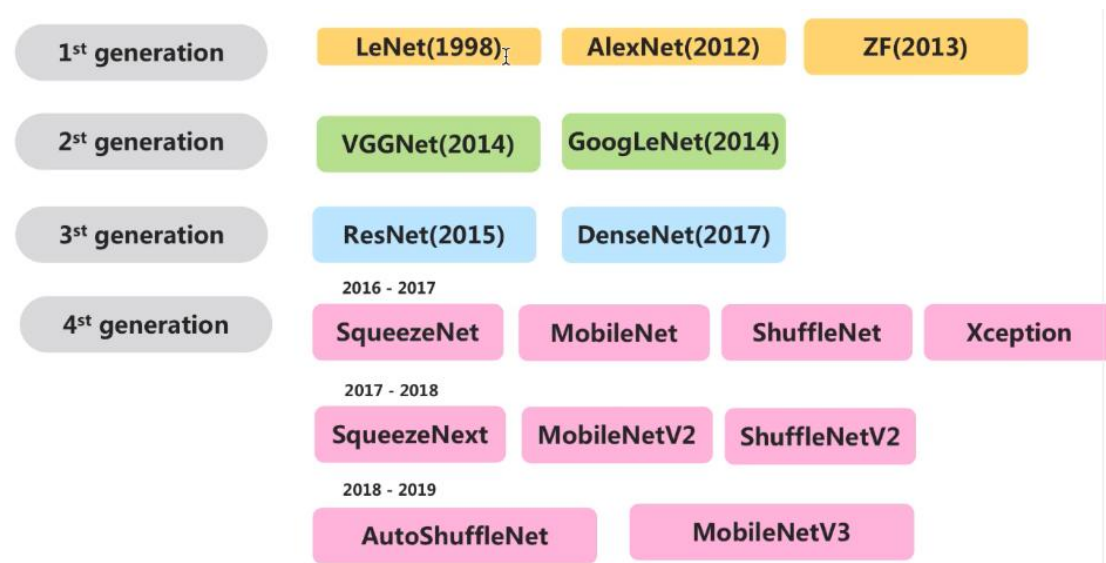 1st generation
LeNet(1998)
AlexNet(2012)
ZF(2013)
2st generation
VGGNet(2014)
GoogLeNet(2014)
3st generation
ResNet(2015)
DenseNet(2017)
4st generation
2016 - 2017
SqueezeNet
MobileNet
ShuffleNet
Xception
2017 - 2018
SqueezeNext
MobileNetV2
ShuffleNetV2
2018 - 2019
AutoShuffleNet
MobileNetV3